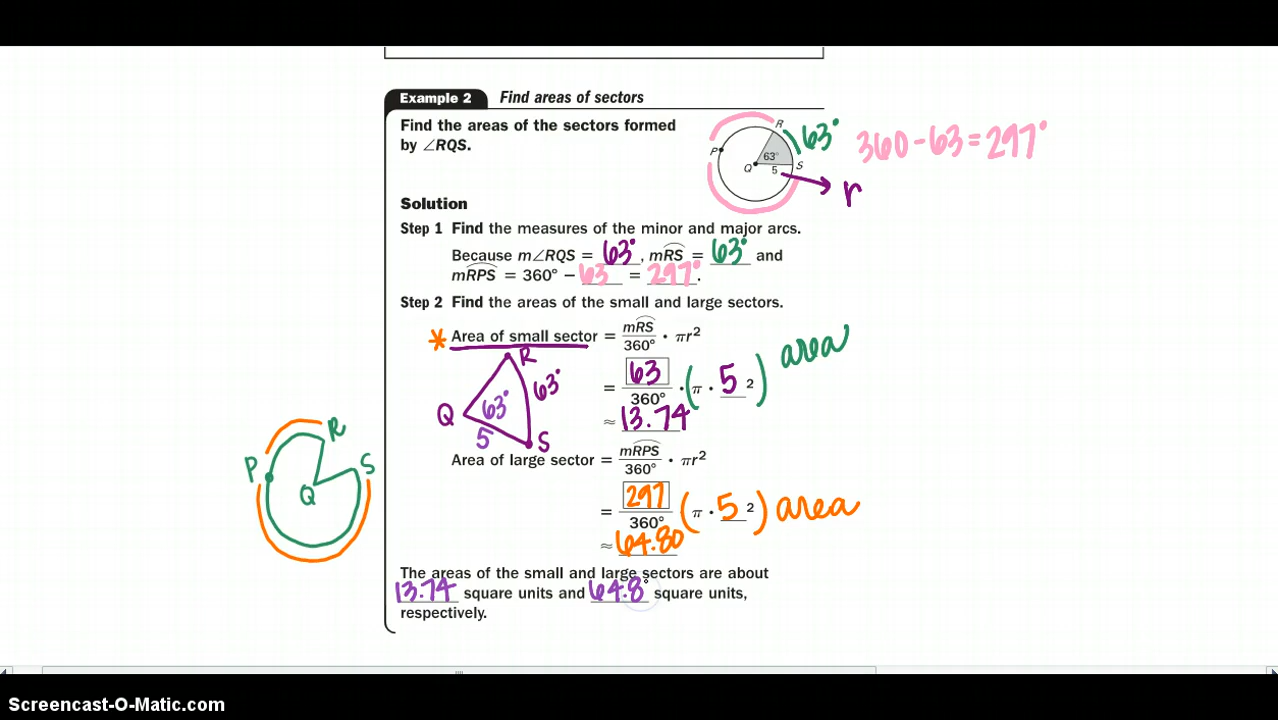 Example 2 Find areas of sectors
Find the areas of the sectors formed
by ∠RQS.
R
63°
P
63°
Q
5
S
r
360-63=297°
Solution
Step 1 Find the measures of the minor and major arcs.
Because m∠RQS = 63°, mRS = 63° and
mRPS = 360° - 63 = 297°.
Step 2 Find the areas of the small and large sectors.
* Area of small sector = mRS/360° · πr²
= 63/360° · (π · 5²) area
≈ 13.74
R
Q 63° 63°
5 S
Area of large sector = mRPS/360° · πr²
= 297/360° (π · 5²) area
≈ 64.80
R
P S
Q
The areas of the small and large sectors are about
13.74 square units and 64.8° square units,
respectively.
Screencast-O-Matic.com